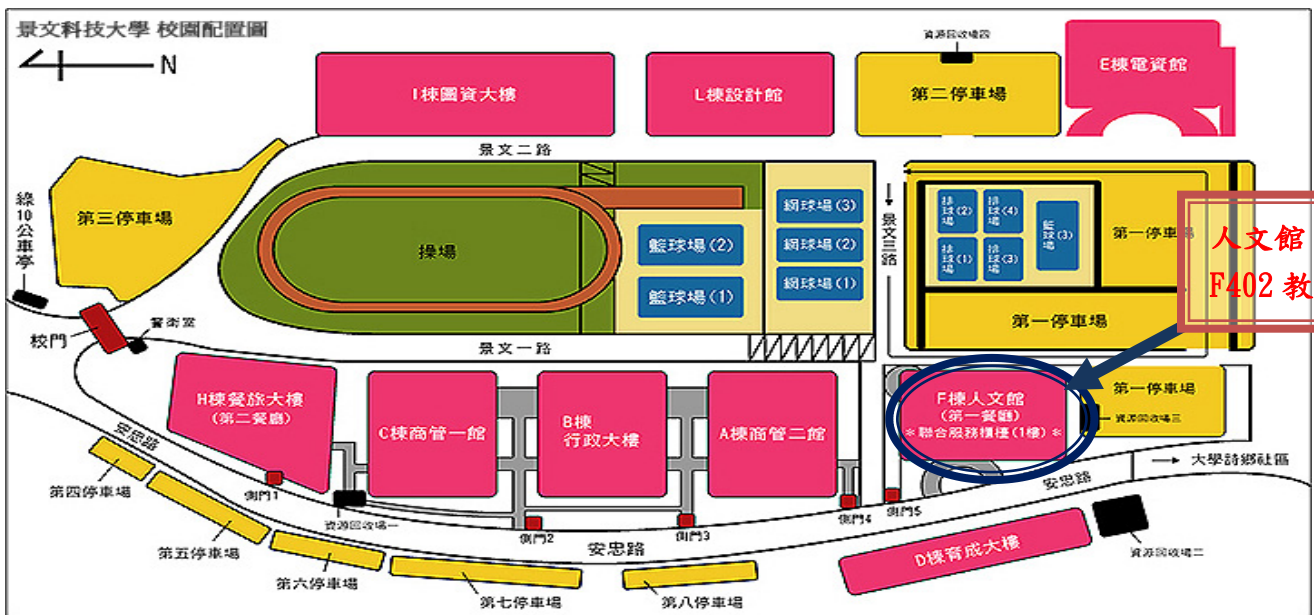 景文科技大學 校園配置圖
N
資源回收場四
E棟電資館
I棟圖資大樓
L棟設計館
第二停車場
景文二路
綠10公車亭
第三停車場
操場
籃球場(2)
籃球場(1)
網球場(3)
網球場(2)
網球場(1)
景文三路
排球場(2)
排球場(4)
排球場(1)
排球場(3)
籃球場(3)
第一停車場
人文館
F402 教
第一停車場
校門
警衛室
景文一路
H棟餐旅大樓
(第二餐廳)
C棟商管一館
B棟
行政大樓
A棟商管二館
F棟人文館
(第一餐廳)
*聯合服務櫃檯(1樓)*
第一停車場
資源回收場三
大學詩鄉社區
安忠路
安忠路
第四停車場
側門1
資源回收場一
側門2
安忠路
側門3
側門4
側門5
D棟育成大樓
資源回收場二
第五停車場
第六停車場
第七停車場
第八停車場